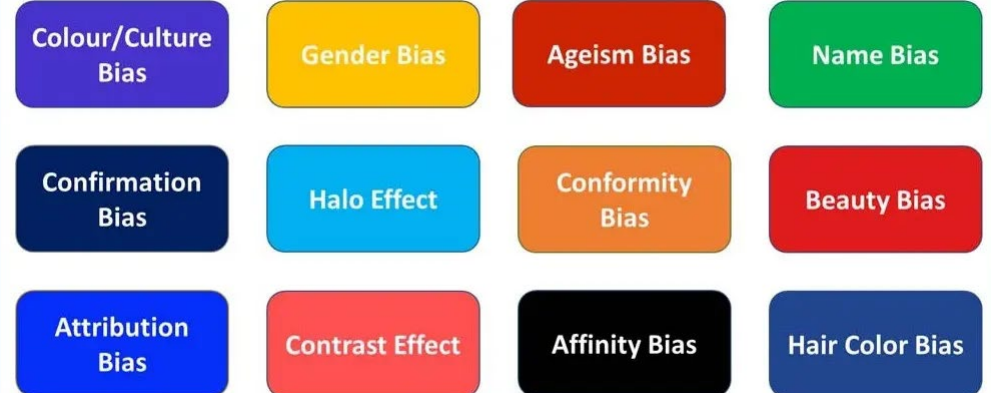 Colour/Culture
Bias
Gender Bias
Ageism Bias
Name Bias
Confirmation
Bias
Halo Effect
Conformity
Bias
Beauty Bias
Attribution
Bias
Contrast Effect
Affinity Bias
Hair Color Bias